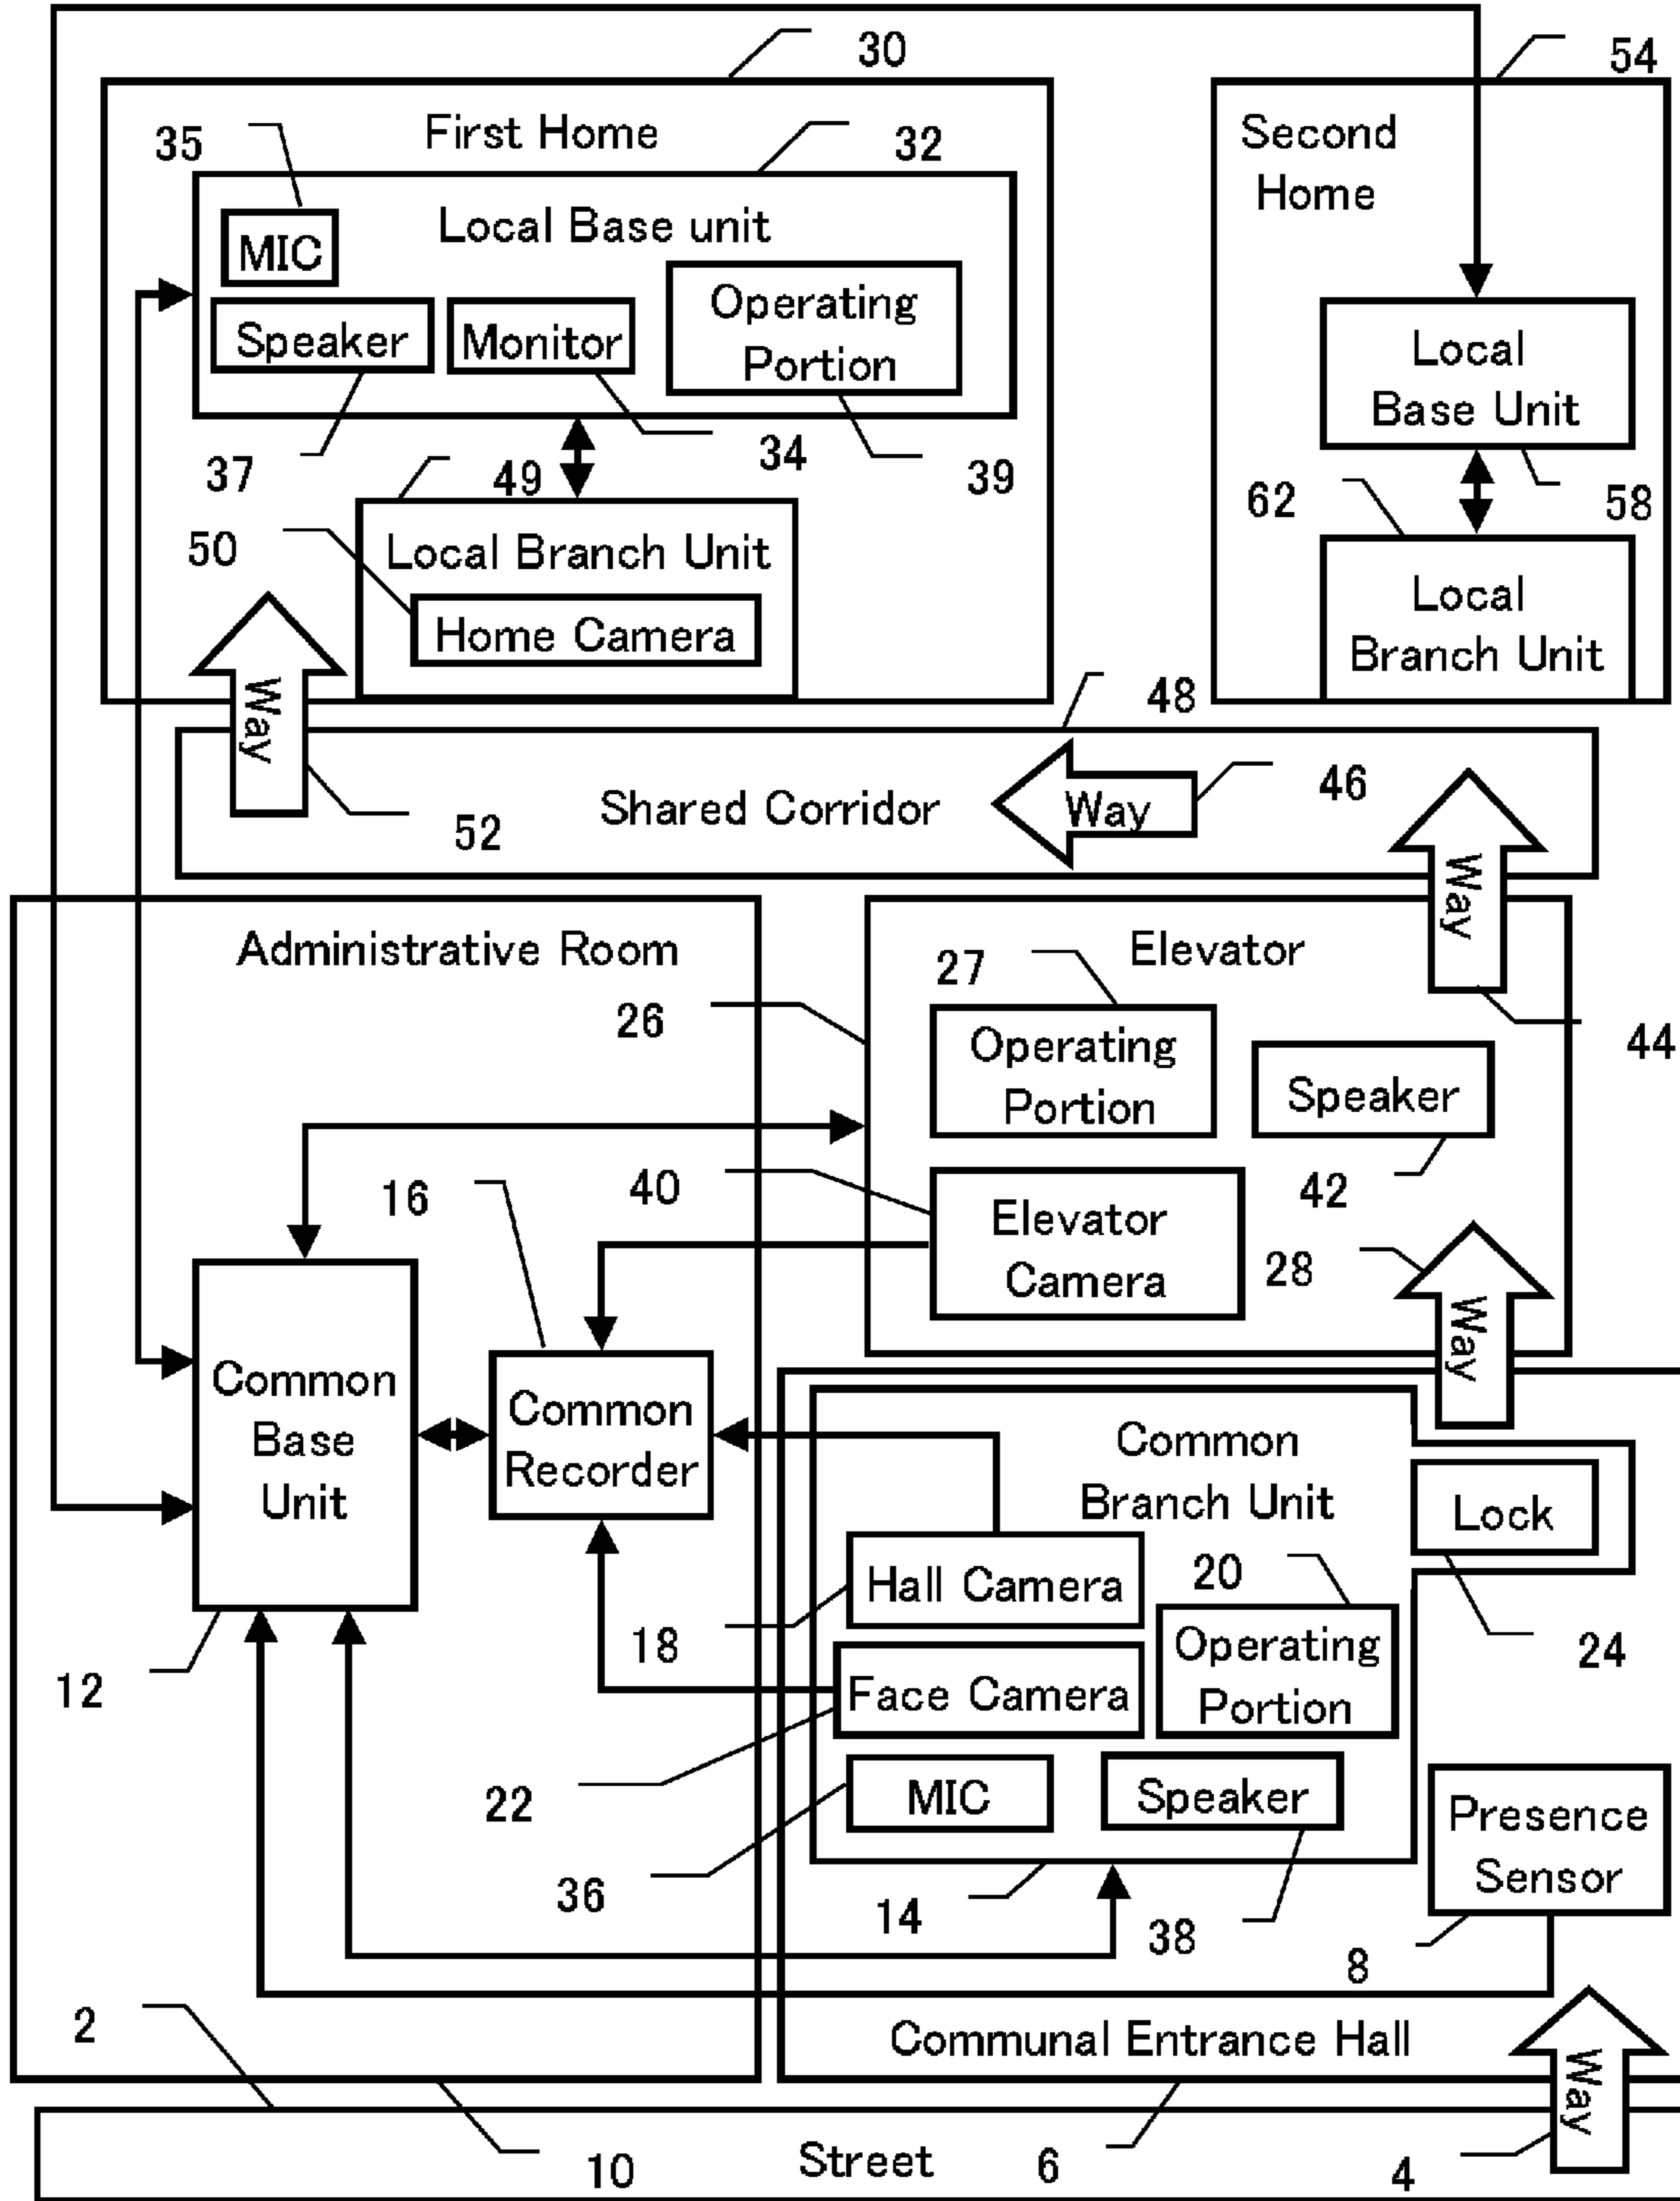 30
54
First Home
Second
Home
35
32
MIC
Local Base unit
Speaker
Monitor
Operating
Portion
Local
Base Unit
37
34
39
58
49
62
50
Local Branch Unit
Home Camera
Local
Branch Unit
Way
48
52
Shared Corridor
Way
46
Way
Administrative Room
Elevator
27
26
44
Operating
Portion
Speaker
42
40
16
Elevator
Camera
28
Way
Common
Base
Unit
Common
Recorder
Common
Branch Unit
Lock
24
Hall Camera
20
18
Operating
Portion
12
Face Camera
22
MIC
Speaker
Presence
Sensor
36
14
38
8
2
Communal Entrance Hall
Way
10
Street
6
4